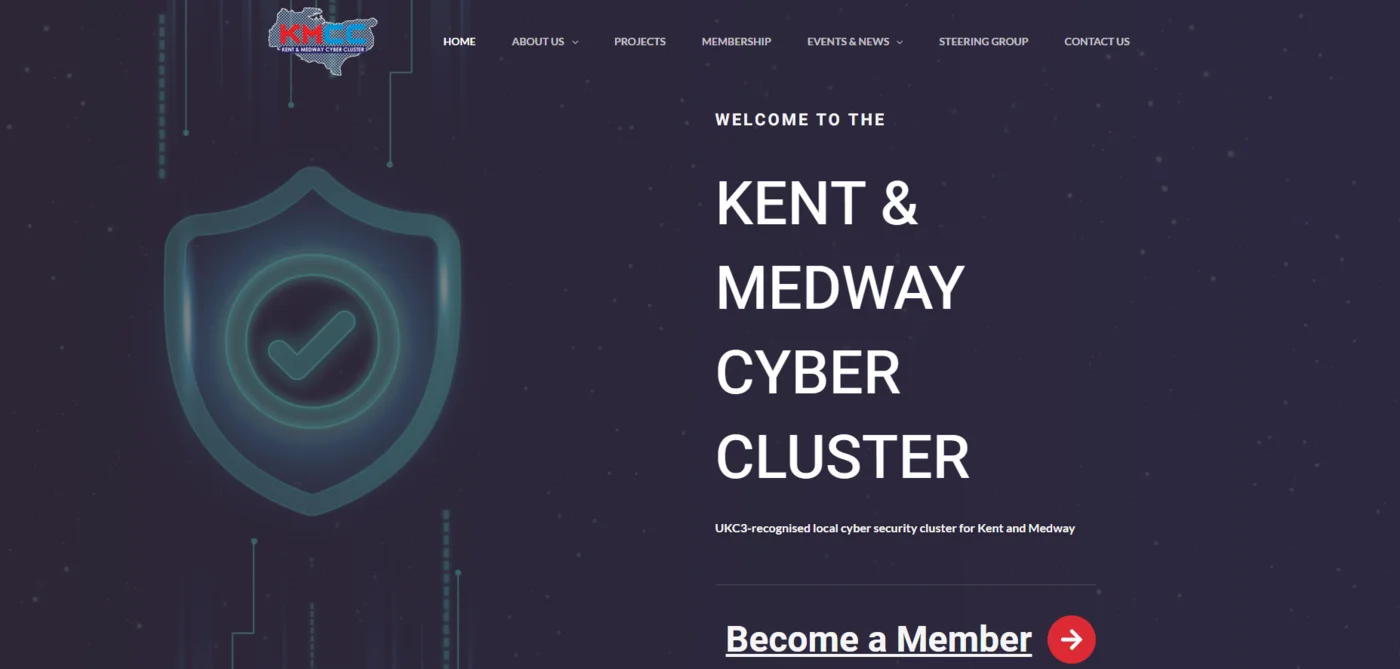 KMCC
KENT & MEDWAY CYBER CLUSTER
HOME
ABOUT US
PROJECTS
MEMBERSHIP
EVENTS & NEWS
STEERING GROUP
CONTACT US
WELCOME TO THE
KENT &
MEDWAY
CYBER
CLUSTER
UKC3-recognised local cyber security cluster for Kent and Medway
Become a Member